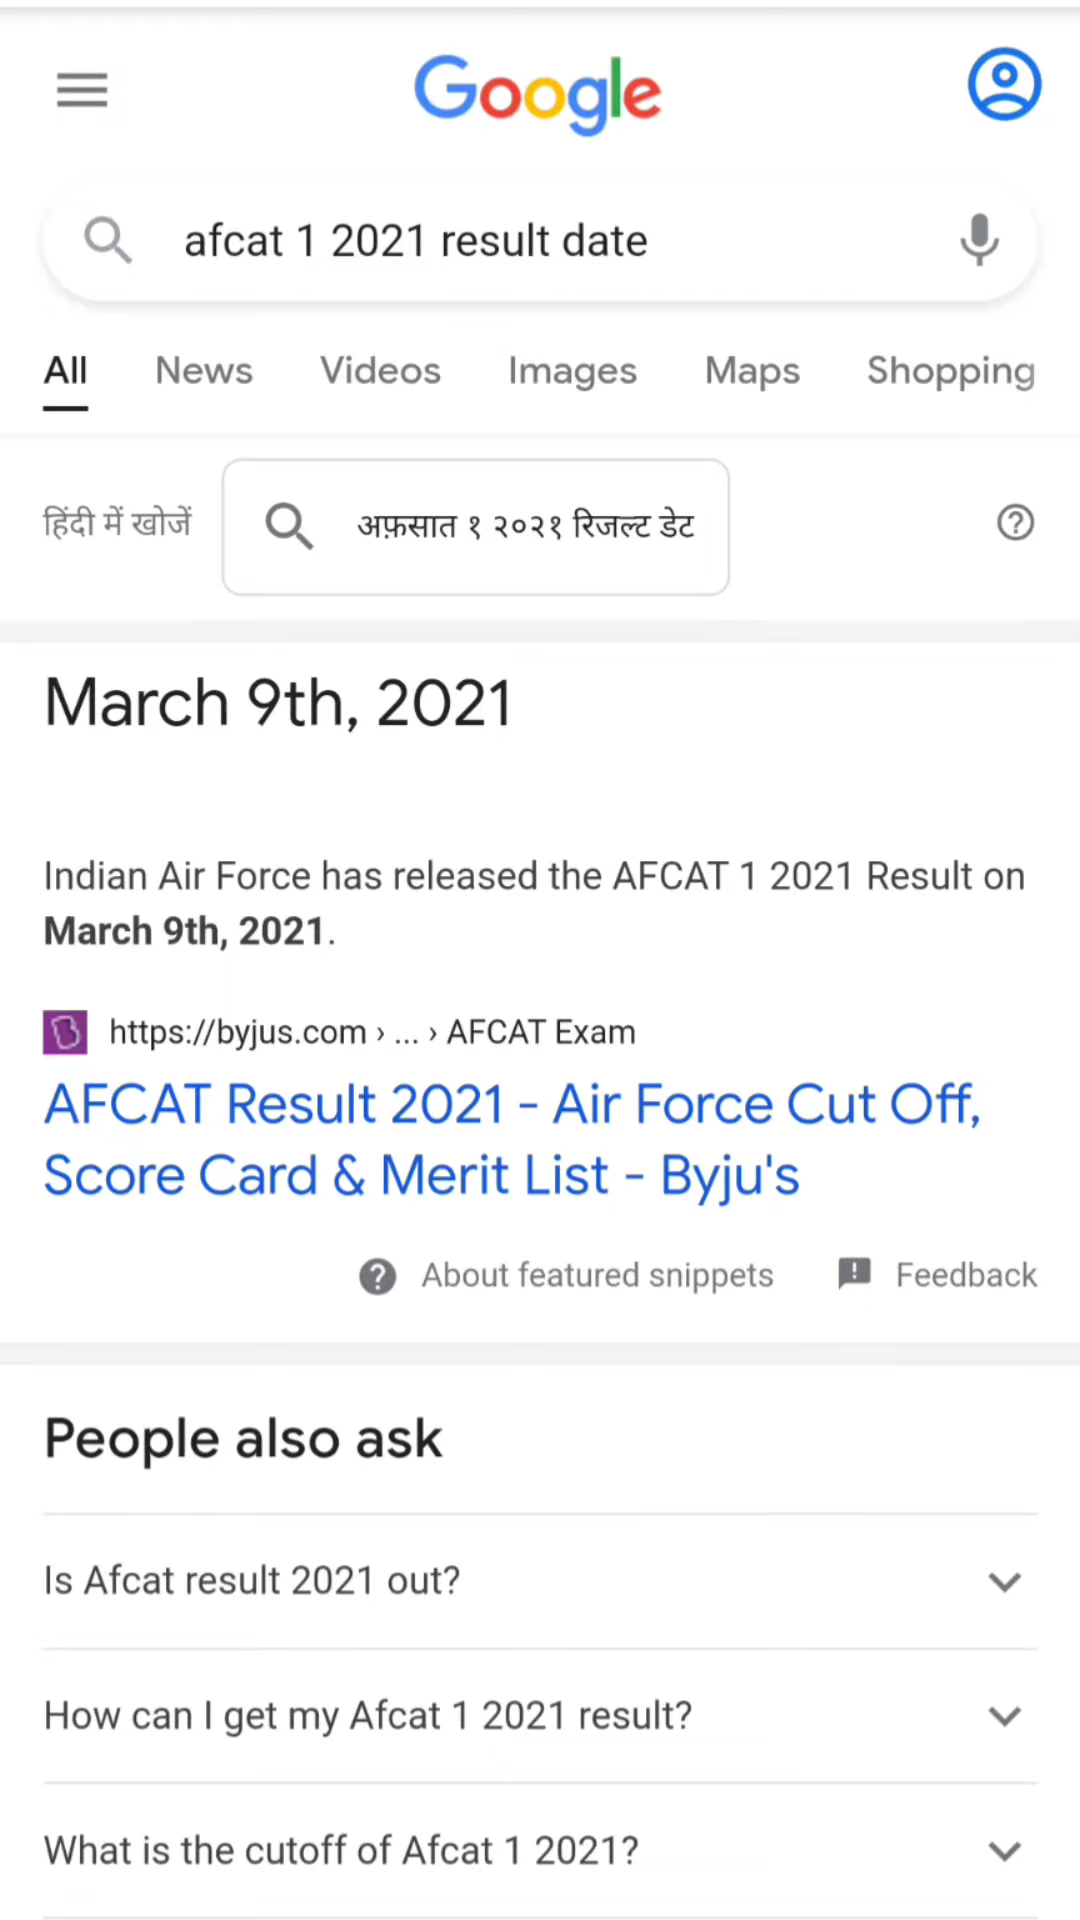 Google
afcat 1 2021 result date
All News Videos Images Maps Shopping
हिंदी में खोजें अफ़सात १ २०२१ रिजल्ट डेट
March 9th, 2021
Indian Air Force has released the AFCAT 1 2021 Result on
March 9th, 2021.
https://byjus.com › ... › AFCAT Exam
AFCAT Result 2021 - Air Force Cut Off,
Score Card & Merit List - Byju's
About featured snippets Feedback
People also ask
Is Afcat result 2021 out?
How can I get my Afcat 1 2021 result?
What is the cutoff of Afcat 1 2021?